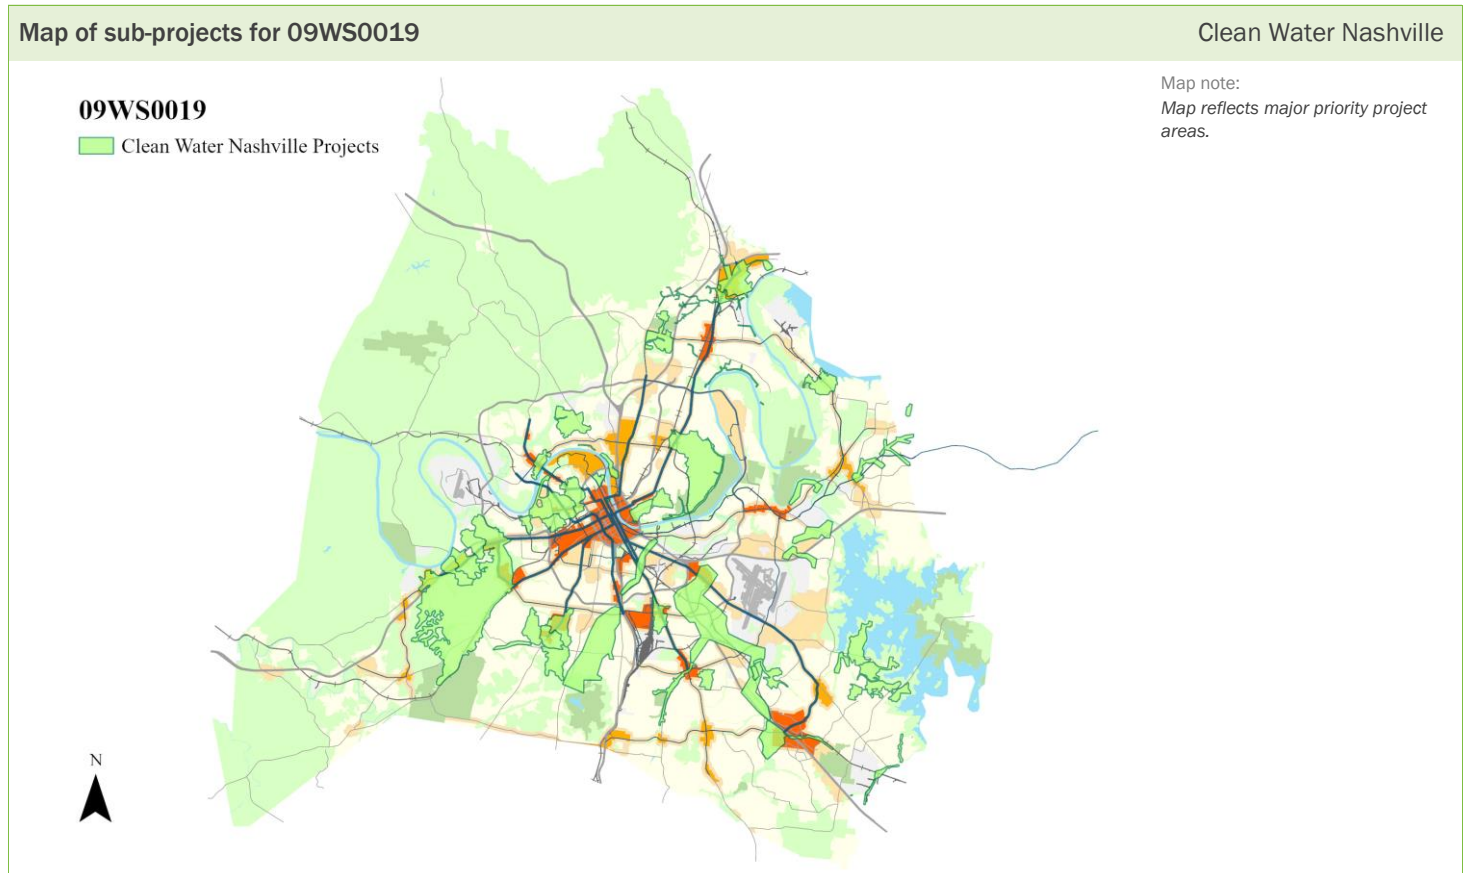 Map of sub-projects for 09WS0019
Clean Water Nashville
Map note:
Map reflects major priority project
areas.
09WS0019
Clean Water Nashville Projects
N